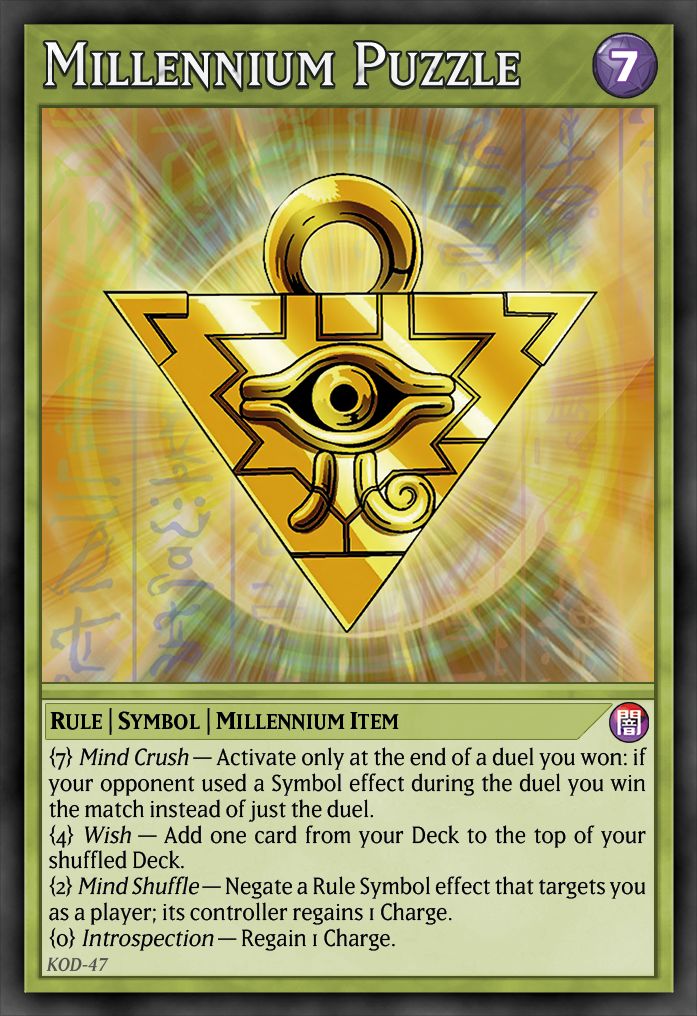 Millennium Puzzle
7
Rule | Symbol | Millennium Item
闇
{7} Mind Crush — Activate only at the end of a duel you won: if
your opponent used a Symbol effect during the duel you win
the match instead of just the duel.
{4} Wish — Add one card from your Deck to the top of your
shuffled Deck.
{2} Mind Shuffle — Negate a Rule Symbol effect that targets you
as a player; its controller regains 1 Charge.
{0} Introspection — Regain 1 Charge.
KOD-47